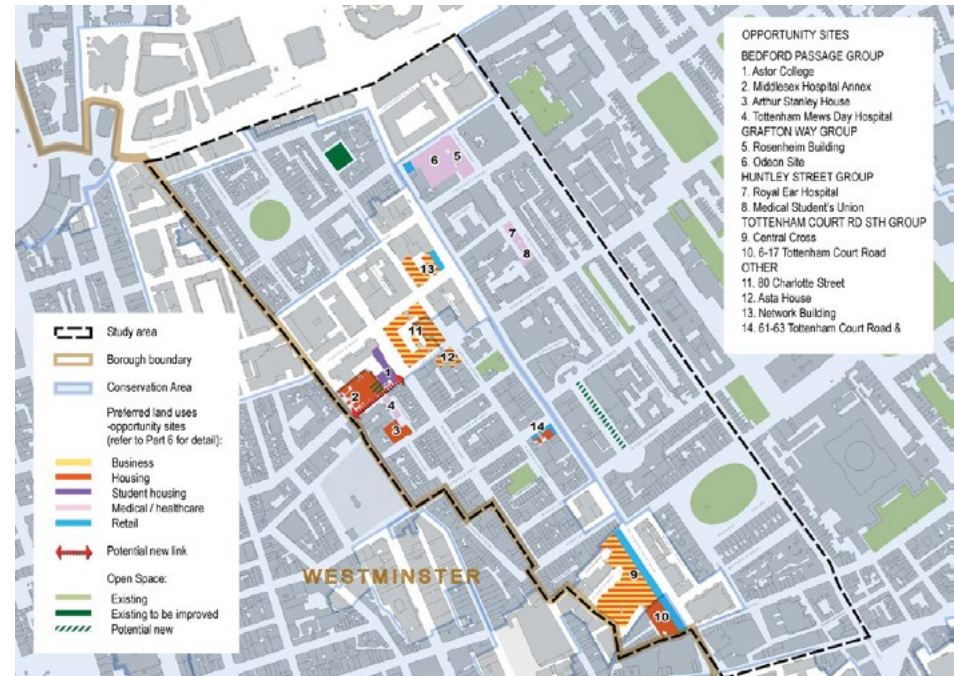 OPPORTUNITY SITES
BEDFORD PASSAGE GROUP
1. Astor College
2. Middlesex Hospital Annex
3. Arthur Stanley House
4. Tottenham Mews Day Hospital
GRAFTON WAY GROUP
5. Rosenheim Building
6. Odeon Site
HUNTLEY STREET GROUP
7. Royal Ear Hospital
8. Medical Student's Union
TOTTENHAM COURT RD STH GROUP
9. Central Cross
10. 6-17 Tottenham Court Road
OTHER
11. 80 Charlotte Street
12. Asta House
13. Network Building
14. 61-63 Tottenham Court Road &
6
5
7
8
13
11
12
1
2
4
3
14
9
10
WESTMINSTER
Study area
Borough boundary
Conservation Area
Preferred land uses
-opportunity sites
(refer to Part 6 for detail):
Business
Housing
Student housing
Medical / healthcare
Retail
Potential new link
Open Space:
Existing
Existing to be improved
Potential new